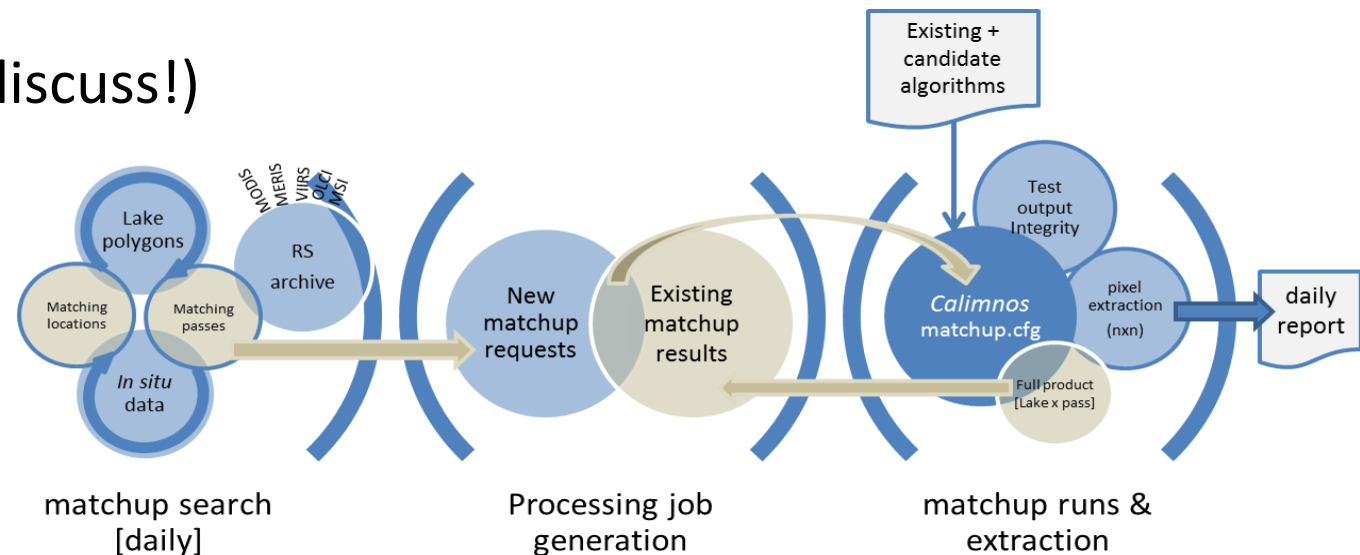 discuss!)
Existing +
candidate
algorithms
MODIS
MERIS
VIIRS
OLCI
MSI
Lake
polygons
RS
archive
Matching
locations
Matching
passes
In situ
data
New
matchup
requests
Existing
matchup
results
Test
output
Integrity
Calimnos
matchup.cfg
pixel
extraction
(nxn)
Full product
[Lake x pass]
daily
report
matchup search
[daily]
Processing job
generation
matchup runs &
extraction